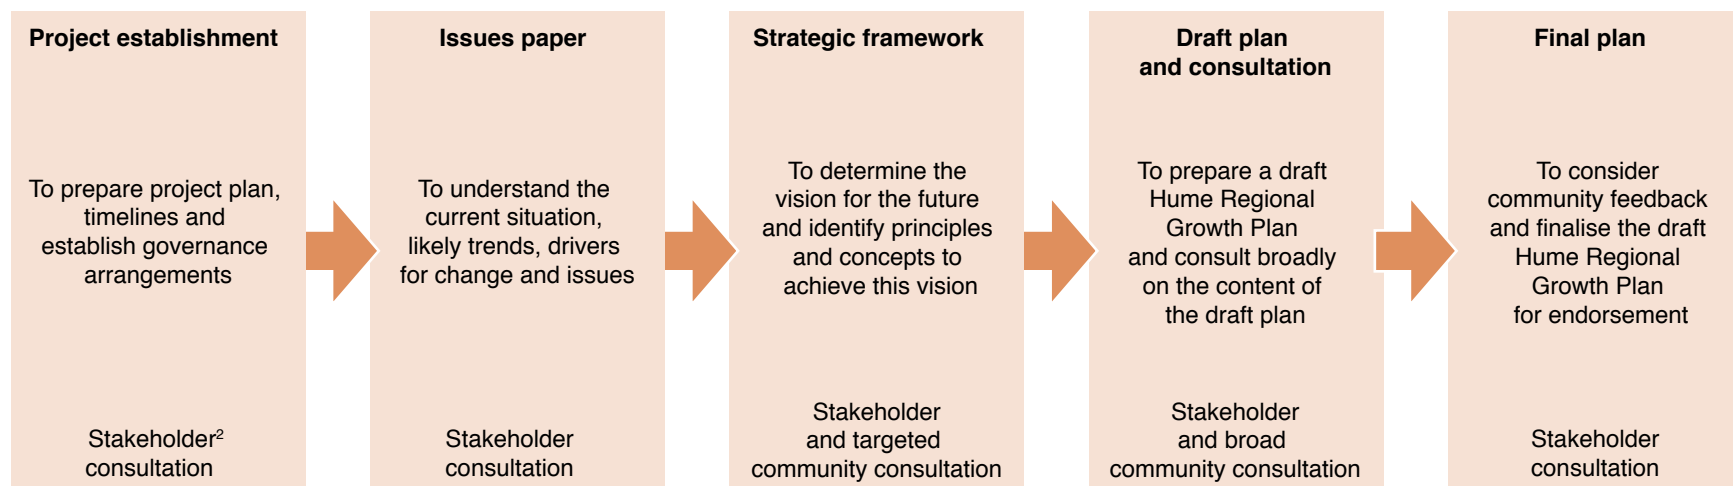 Project establishment
To prepare project plan,
timelines and
establish governance
arrangements
Stakeholder²
consultation
Issues paper
To understand the
current situation,
likely trends, drivers
for change and issues
Stakeholder
consultation
Strategic framework
To determine the
vision for the future
and identify principles
and concepts to
achieve this vision
Stakeholder
and targeted
community consultation
Draft plan
and consultation
To prepare a draft
Hume Regional
Growth Plan
and consult broadly
on the content of
the draft plan
Stakeholder
and broad
community consultation
Final plan
To consider
community feedback
and finalise the draft
Hume Regional
Growth Plan
for endorsement
Stakeholder
consultation